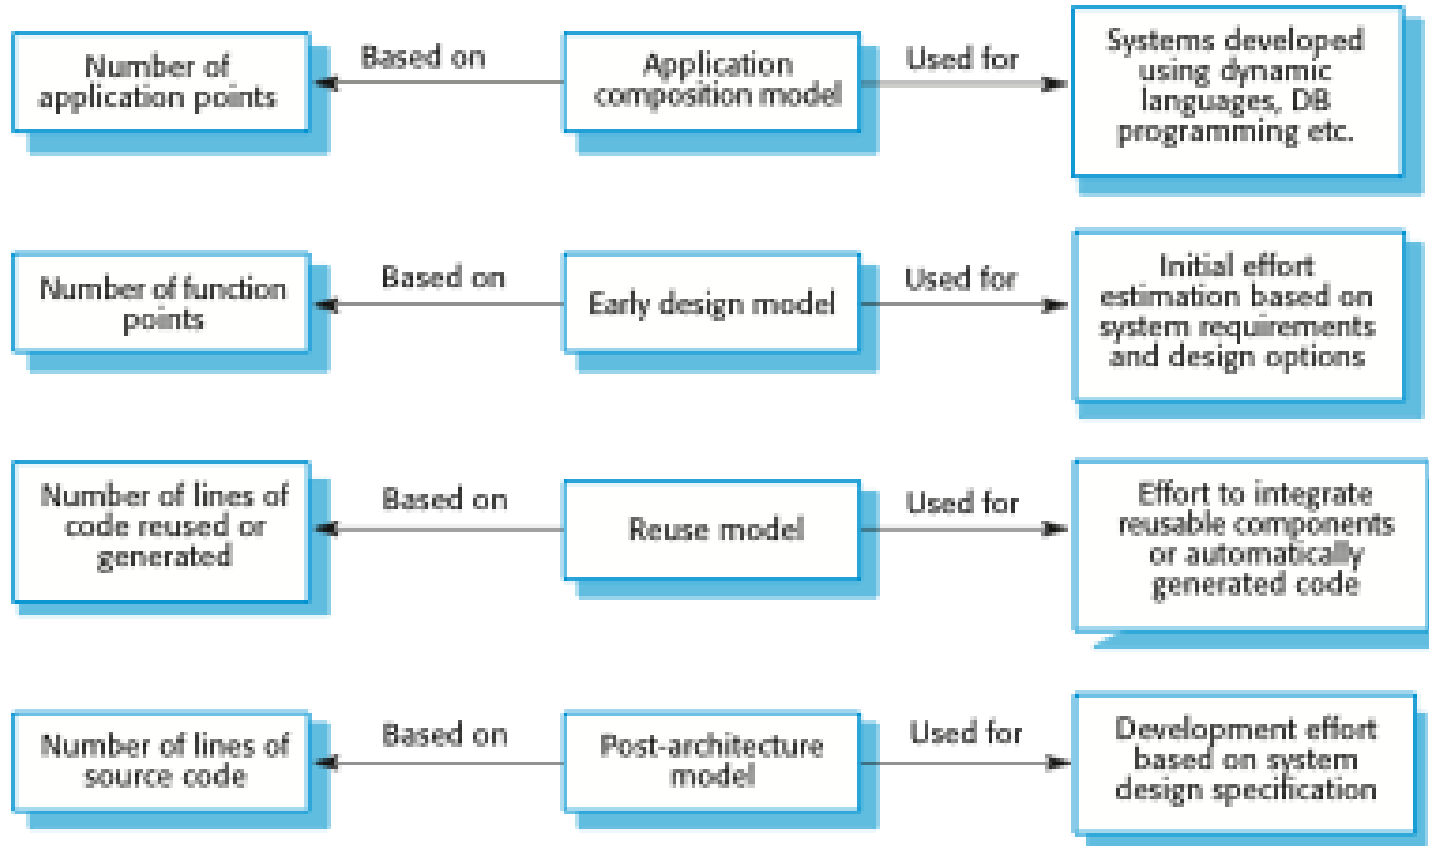 Number of
application points
Based on
Application
composition model
Used for
Systems developed
using dynamic
languages, DB
programming etc.
Number of function
points
Based on
Early design model
Used for
Initial effort
estimation based on
system requirements
and design options
Number of lines of
code reused or
generated
Based on
Reuse model
Used for
Effort to integrate
reusable components
or automatically
generated code
Number of lines of
source code
Based on
Post-architecture
model
Used for
Development effort
based on system
design specification